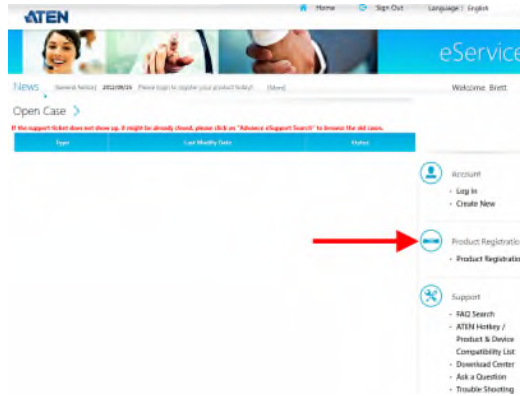 ATEN
Home
Sign Out
Language / English
eService
News
General Notice 2012/09/26 Please login to register your product today!! [More]
Welcome Brett
Open Case >
If the support ticket does not show up, it might be already closed, please click on "Advance eSupport Search" to browse the old cases.
Type
Last Modify Date
Status
Account
Log in
Create New
Product Registratio
Product Registratio
Support
FAQ Search
ATEN Hotkey /
Product & Device
Compatibility List
Download Center
Ask a Question
Trouble Shooting